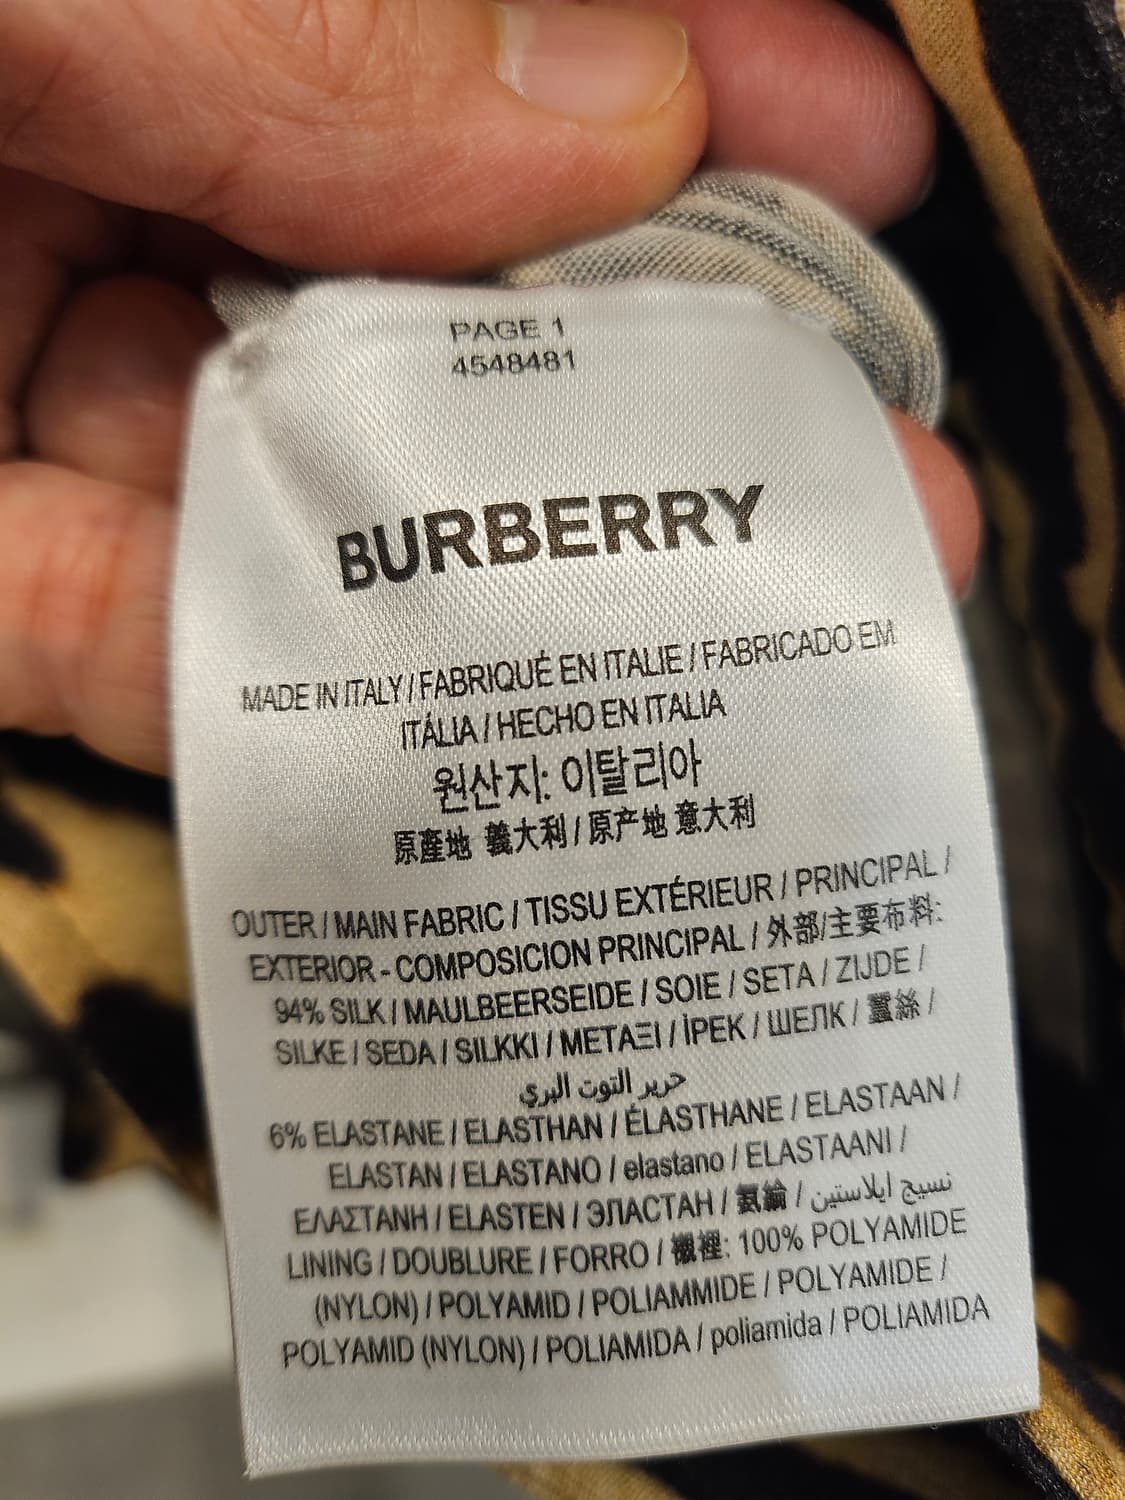 PAGE 1
4548481
BURBERRY
MADE IN ITALY / FABRIQUÉ EN ITALIE / FABRICADO EM
ITÁLIA / HECHO EN ITALIA
원산지: 이탈리아
原產地 義大利 / 原产地 意大利
OUTER / MAIN FABRIC / TISSU EXTÉRIEUR / PRINCIPAL /
EXTERIOR - COMPOSICION PRINCIPAL / 外部/主要布料:
94% SILK / MAULBEERSEIDE / SOIE / SETA / ZIJDE /
SILKE / SEDA / SILKKI / ΜΕΤΑΞΙ / İPEK / ШЕЛК / 蠶絲 /
حرير التوت البري
6% ELASTANE / ELASTHAN / ÉLASTHANE / ELASTAAN /
ELASTAN / ELASTANO / elastano / ELASTAANI /
ΕΛΑΣΤΑΝΗ / ELASTEN / ЭЛАСТАН / 氨綸 / نسيج ايلاستين
LINING / DOUBLURE / FORRO / 襯裡: 100% POLYAMIDE
(NYLON) / POLYAMID / POLIAMMIDE / POLYAMIDE /
POLYAMID (NYLON) / POLIAMIDA / poliamida / POLIAMIDA